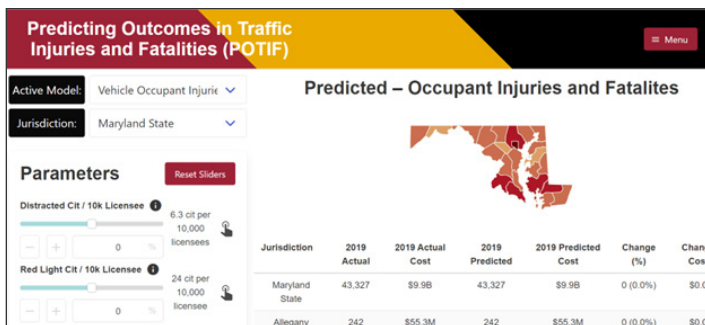 Predicting Outcomes in Traffic
Injuries and Fatalities (POTIF)
≡ Menu
Active Model:
Vehicle Occupant Injurie
Jurisdiction:
Maryland State
Predicted – Occupant Injuries and Fatalites
Parameters
Reset Sliders
Distracted Cit / 10k Licensee
6.3 cit per
10,000
licensees
− + 0 %
Red Light Cit / 10k Licensee
24 cit per
10,000
licensee
− + 0 %
Jurisdiction 2019 Actual 2019 Actual Cost 2019 Predicted 2019 Predicted Cost Change (%) Chang Cos
Maryland State 43,327 $9.9B 43,327 $9.9B 0 (0.0%) $0.0
Allegany 242 $55.3M 242 $55.3M 0 (0.0%) $0.0